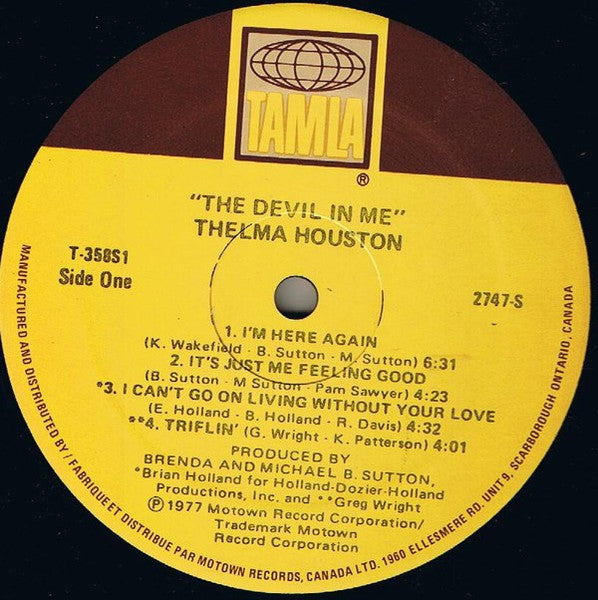 TAMLA
®
"THE DEVIL IN ME"
THELMA HOUSTON
T-358S1
Side One
2747-S
1. I'M HERE AGAIN
(K. Wakefield - B. Sutton - M. Sutton) 6:31
2. IT'S JUST ME FEELING GOOD
(B. Sutton - M Sutton - Pam Sawyer) 4:23
*3. I CAN'T GO ON LIVING WITHOUT YOUR LOVE
(E. Holland - B. Holland - R. Davis) 4:32
**4. TRIFLIN' (G. Wright - K. Patterson) 4:01
PRODUCED BY
BRENDA AND MICHAEL B. SUTTON,
*Brian Holland for Holland-Dozier-Holland
Productions, Inc. and **Greg Wright
℗ 1977 Motown Record Corporation/
Trademark Motown
Record Corporation
MANUFACTURED AND DISTRIBUTED BY / FABRIQUE ET DISTRIBUE PAR MOTOWN RECORDS, CANADA LTD. 1960 ELLESMERE RD. UNIT 9, SCARBOROUGH ONTARIO, CANADA